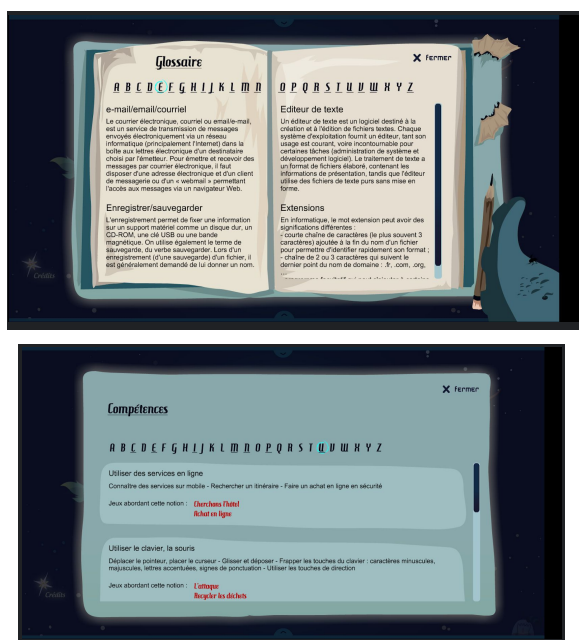 Glossaire
X fermer
A B C D E F G H I J K L M N O P Q R S T U V W X Y Z
e-mail/email/courriel
Le courrier électronique, courriel ou email/e-mail,
est un service de transmission de messages
envoyés électroniquement via un réseau
informatique (principalement l'Internet) dans la
boîte aux lettres électronique d'un destinataire
choisi par l'émetteur. Pour émettre et recevoir des
messages par courrier électronique, il faut
disposer d'une adresse électronique et d'un client
de messagerie ou d'un « webmail » permettant
l'accès aux messages via un navigateur Web.
Enregistrer/sauvegarder
L'enregistrement permet de fixer une information
sur un support matériel comme un disque dur, un
CD-ROM, une clé USB ou une bande
magnétique. On utilise également le terme de
sauvegarde, du verbe sauvegarder. Lors d'un
enregistrement (d'une sauvegarde) d'un fichier, il
est généralement demandé de lui donner un nom.
Editeur de texte
Un éditeur de texte est un logiciel destiné à la
création et à l'édition de fichiers textes. Chaque
système d'exploitation fournit un éditeur, tant son
usage est courant, voire incontournable pour
certaines tâches (administration de système et
développement logiciel). Le traitement de texte a
un format de fichiers élaboré, contenant les
informations de présentation, tandis que l'éditeur
utilise des fichiers de texte purs sans mise en
forme.
Extensions
En informatique, le mot extension peut avoir des
significations différentes :
- courte chaîne de caractères (le plus souvent 3
caractères) ajoutée à la fin du nom d'un fichier
pour permettre d'identifier rapidement son format ;
- chaîne de 2 ou 3 caractères qui suivent le
dernier point du nom de domaine : .fr, .com, .org,
...
Crédits
X fermer
Compétences
A B C D E F G H I J K L M N O P Q R S T U V W X Y Z
Utiliser des services en ligne
Connaître des services sur mobile - Rechercher un itinéraire - Faire un achat en ligne en sécurité
Jeux abordant cette notion : Cherchons l'hôtel
Achat en ligne
Utiliser le clavier, la souris
Déplacer le pointeur, placer le curseur - Glisser et déposer - Frapper les touches du clavier : caractères minuscules,
majuscules, lettres accentuées, signes de ponctuation - Utiliser les touches de direction
Jeux abordant cette notion : L'attaque
Recycler les déchets
Crédits